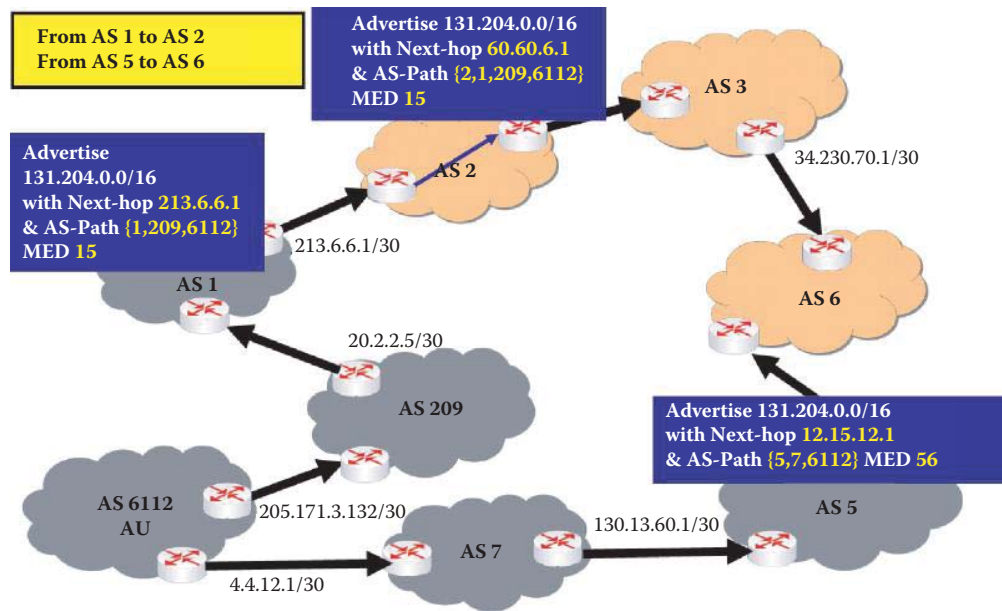 From AS 1 to AS 2
From AS 5 to AS 6
Advertise 131.204.0.0/16
with Next-hop 60.60.6.1
& AS-Path {2,1,209,6112}
MED 15
AS 3
34.230.70.1/30
AS 2
Advertise
131.204.0.0/16
with Next-hop 213.6.6.1
& AS-Path {1,209,6112}
MED 15
213.6.6.1/30
AS 1
AS 6
20.2.2.5/30
AS 209
Advertise 131.204.0.0/16
with Next-hop 12.15.12.1
& AS-Path {5,7,6112} MED 56
AS 6112
AU
205.171.3.132/30
130.13.60.1/30
AS 5
AS 7
4.4.12.1/30